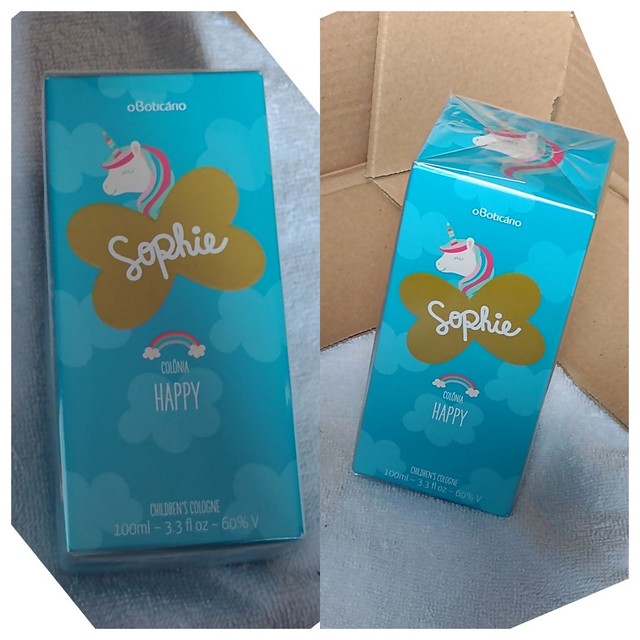 oBoticário
Sophie
COLÔNIA
HAPPY
CHILDREN'S COLOGNE
100ml – 3.3 fl oz – 60% V
oBoticário
Sophie
COLÔNIA
HAPPY
CHILDREN'S COLOGNE
100ml – 3.3 fl oz – 60% V